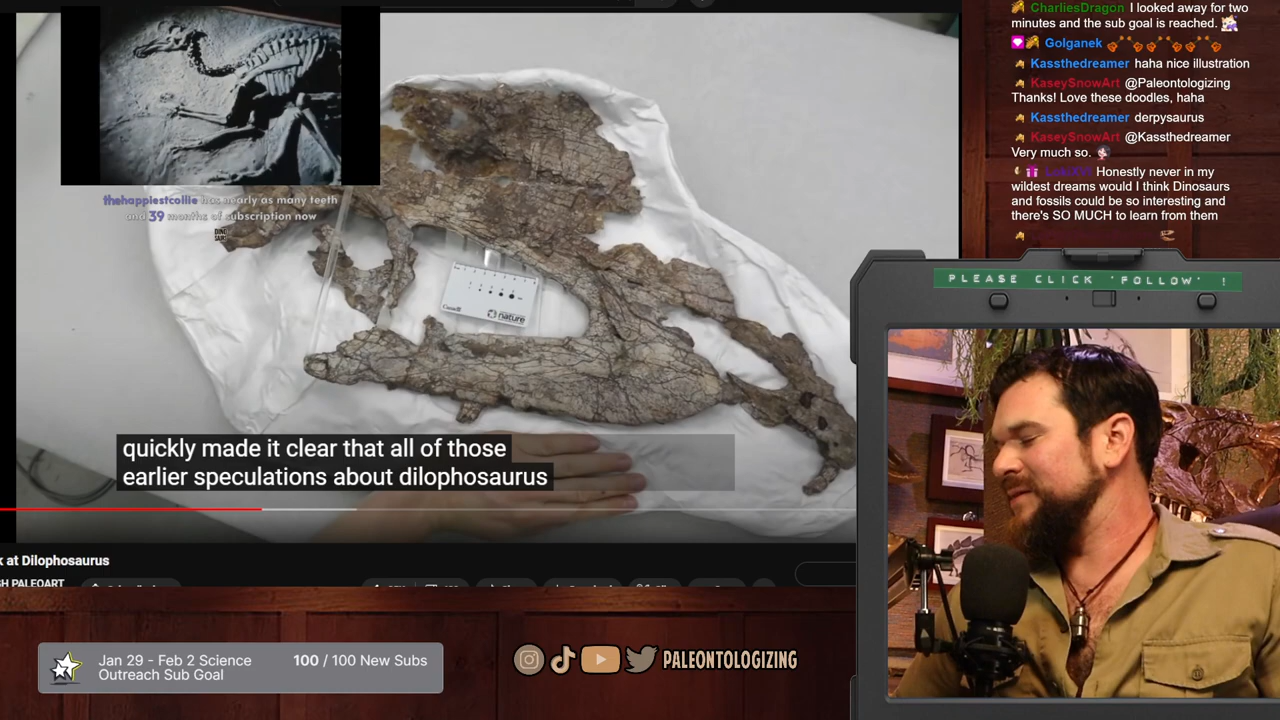 CharliesDragon I looked away for two
minutes and the sub goal is reached.
Golganek
Kassthedreamer haha nice illustration
KaseySnowArt @Paleontologizing
Thanks! Love these doodles, haha
Kassthedreamer derpysaurus
KaseySnowArt @Kassthedreamer
Very much so.
Honestly never in my
wildest dreams would I think Dinosaurs
and fossils could be so interesting and
there's SO MUCH to learn from them
thehappiestcollie has nearly as many teeth
and 39 months of subscription now
Canada
nature
PLEASE CLICK 'FOLLOW' !
quickly made it clear that all of those
earlier speculations about dilophosaurus
k at Dilophosaurus
GH PALEOART
Jan 29 - Feb 2 Science
Outreach Sub Goal
100 / 100 New Subs
PALEONTOLOGIZING